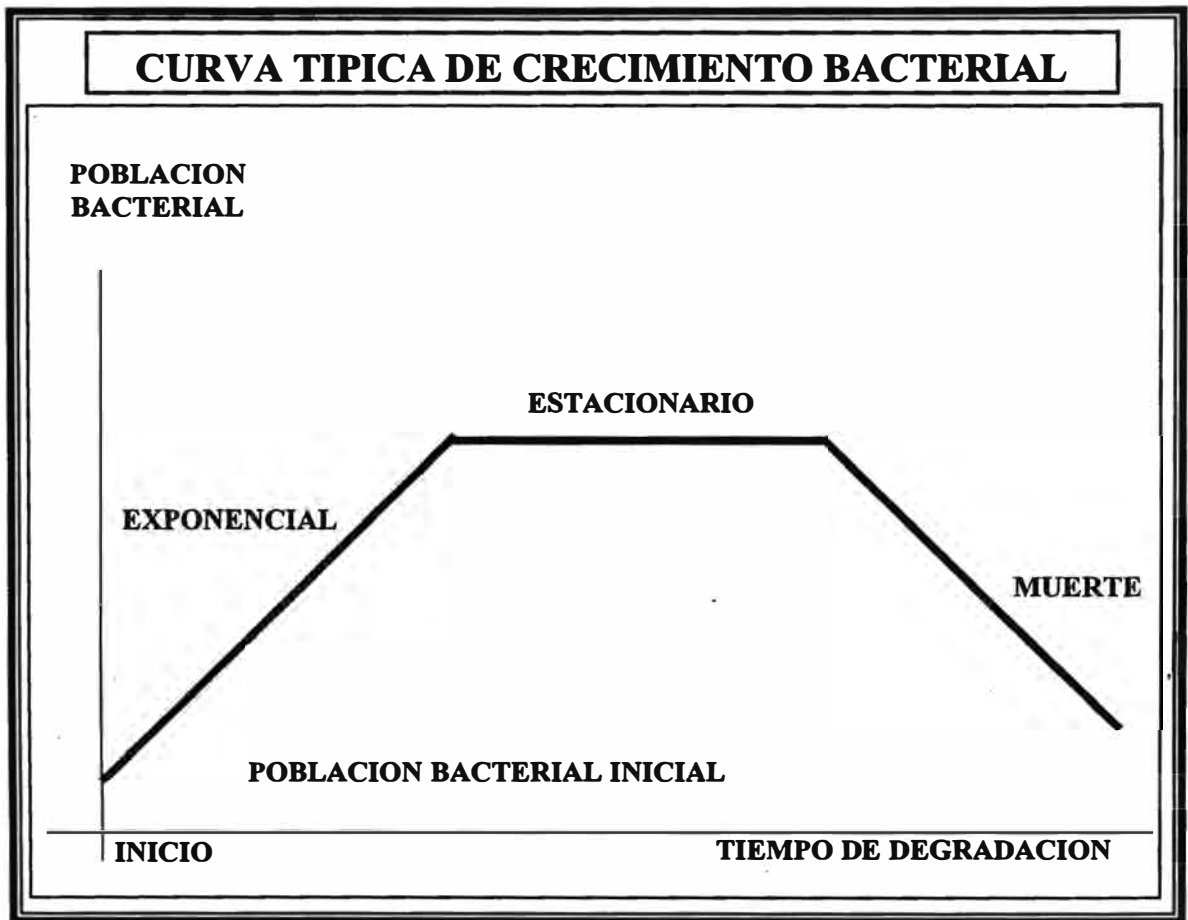 CURVA TIPICA DE CRECIMIENTO BACTERIAL
POBLACION
BACTERIAL
ESTACIONARIO
EXPONENCIAL
MUERTE
POBLACION BACTERIAL INICIAL
INICIO
TIEMPO DE DEGRADACION